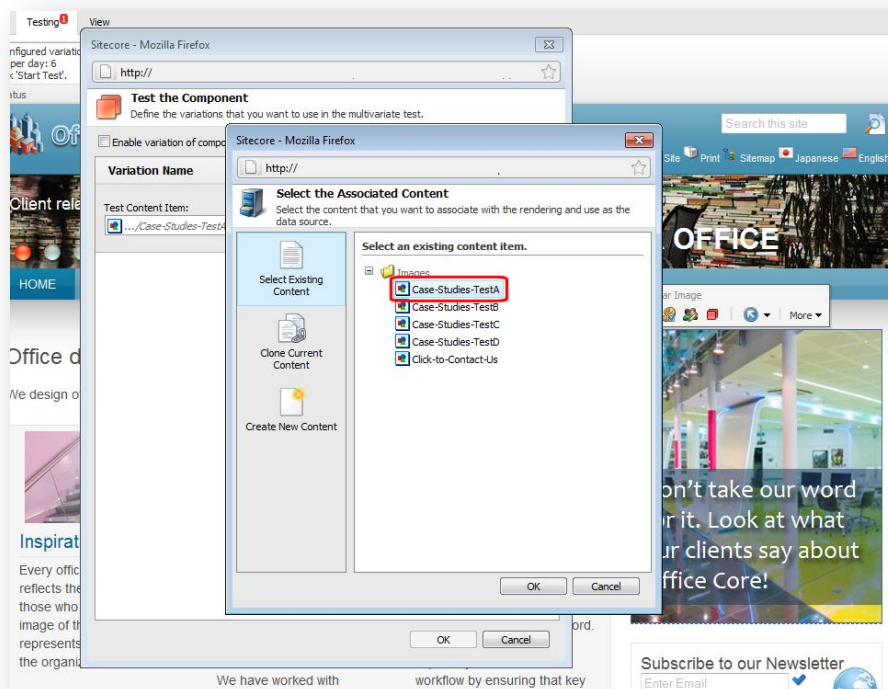 Testing1 View
nfigured variatio
per day: 6
k 'Start Test'.
atus
Sitecore - Mozilla Firefox
http://
Test the Component
Define the variations that you want to use in the multivariate test.
Enable variation of compo
Variation Name
Test Content Item:
.../Case-Studies-TestA
Sitecore - Mozilla Firefox
http://
Select the Associated Content
Select the content that you want to associate with the rendering and use as the
data source.
Select Existing
Content
Clone Current
Content
Create New Content
Select an existing content item.
Images
Case-Studies-TestA
Case-Studies-TestB
Case-Studies-TestC
Case-Studies-TestD
Click-to-Contact-Us
OK Cancel
OK Cancel
Off
Search this site
Site Print Sitemap Japanese English
Client rela
OFFICE
HOME
ar Image
More
Office d
We design o
Inspirat
Every offic
reflects the
those who
image of th
represents
the organiz
We have worked with
ord.
workflow by ensuring that key
on't take our word
or it. Look at what
ur clients say about
ffice Core!
Subscribe to our Newsletter
Enter Email